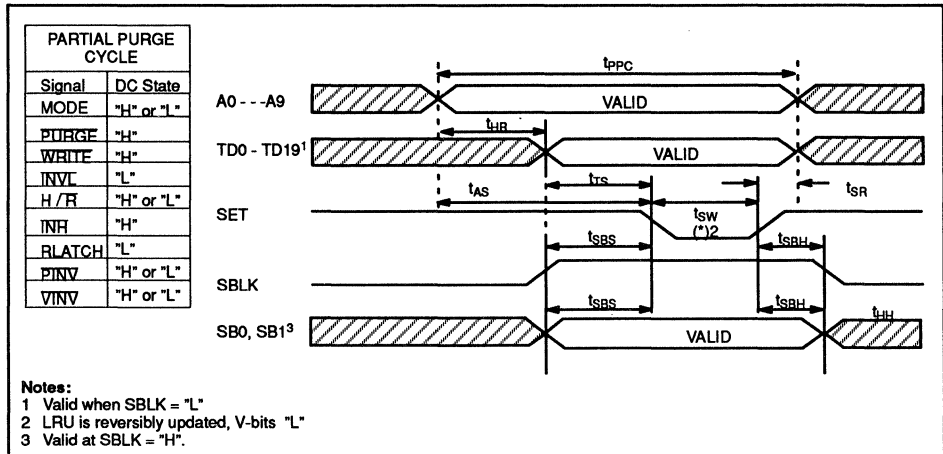 PARTIAL PURGE
CYCLE
Signal DC State
MODE "H" or "L"
PURGE "H"
WRITE "H"
INVL "L"
H / R "H" or "L"
INH "H"
RLATCH "L"
PINV "H" or "L"
VINV "H" or "L"
tPPC
A0 - - -A9 VALID
tHR
TD0 - TD19¹ VALID
tAS tTS tSR
SET tSW
(*)2
tSBS tSBH
SBLK
tSBS tSBH
SB0, SB1³ VALID tHH
Notes:
1 Valid when SBLK = "L"
2 LRU is reversibly updated, V-bits "L"
3 Valid at SBLK = "H".